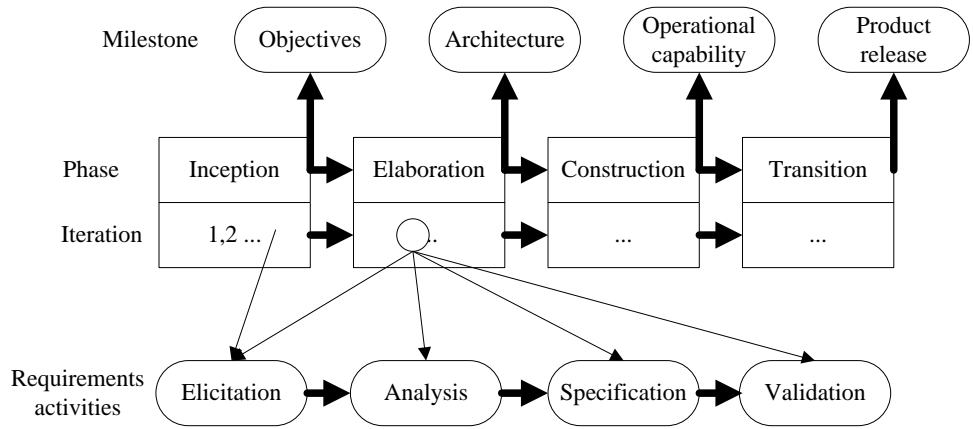 Milestone
Objectives
Architecture
Operational
capability
Product
release
Phase
Inception
Elaboration
Construction
Transition
Iteration
1,2 ...
..
...
...
Requirements
activities
Elicitation
Analysis
Specification
Validation